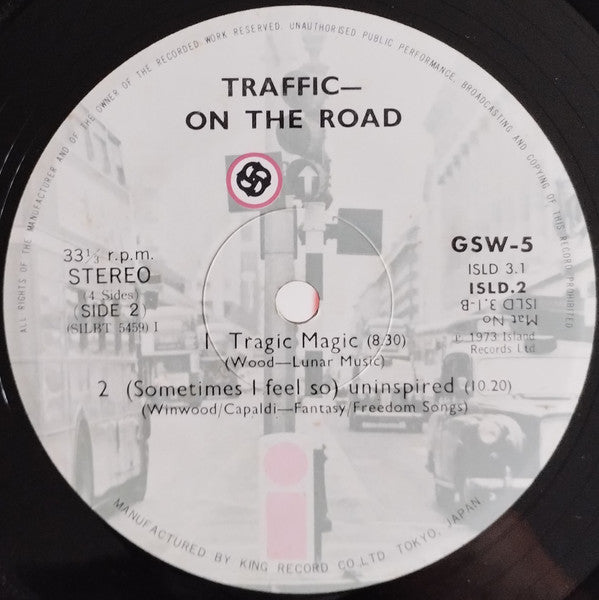 ALL RIGHTS OF THE MANUFACTURER AND OF THE OWNER OF THE RECORDED WORK RESERVED. UNAUTHORISED PUBLIC PERFORMANCE, BROADCASTING AND COPYING OF THIS RECORD PROHIBITED
TRAFFIC—
ON THE ROAD
33⅓ r.p.m.
STEREO
(4 Sides)
(SIDE 2)
(SILBT 5459) I
GSW-5
ISLD 3.1
ISLD.2
ISLD 3.1-B
Mat No
℗ 1973 Island
Records Ltd
1 Tragic Magic (8.30)
(Wood—Lunar Music)
2 (Sometimes I feel so) uninspired (10.20)
(Winwood/Capaldi—Fantasy/Freedom Songs)
MANUFACTURED BY KING RECORD CO., LTD. TOKYO, JAPAN